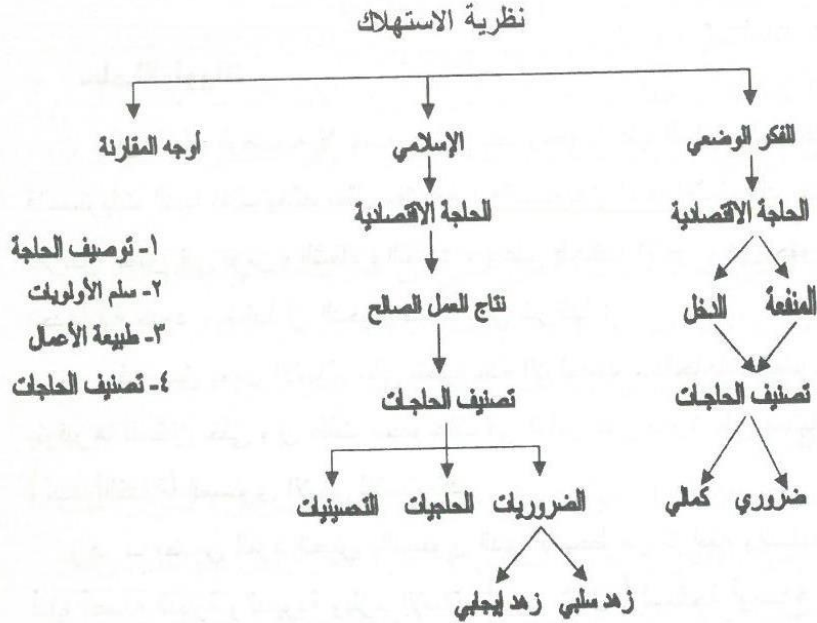 نظرية الاستهلاك
الفكر الوضعي
الإسلامي
أوجه المقارنة
الحاجة الاقتصادية
الحاجة الاقتصادية
١- توصيف الحاجة
٢- سلم الأولويات
٣- طبيعة الأعمال
٤- تصنيف الحاجات
المنفعة
الدخل
نتاج العمل الصالح
تصنيف الحاجات
تصنيف الحاجات
ضروري
كمالي
الضروريات
الحاجيات
التحسينيات
زهد سلبي
زهد إيجابي